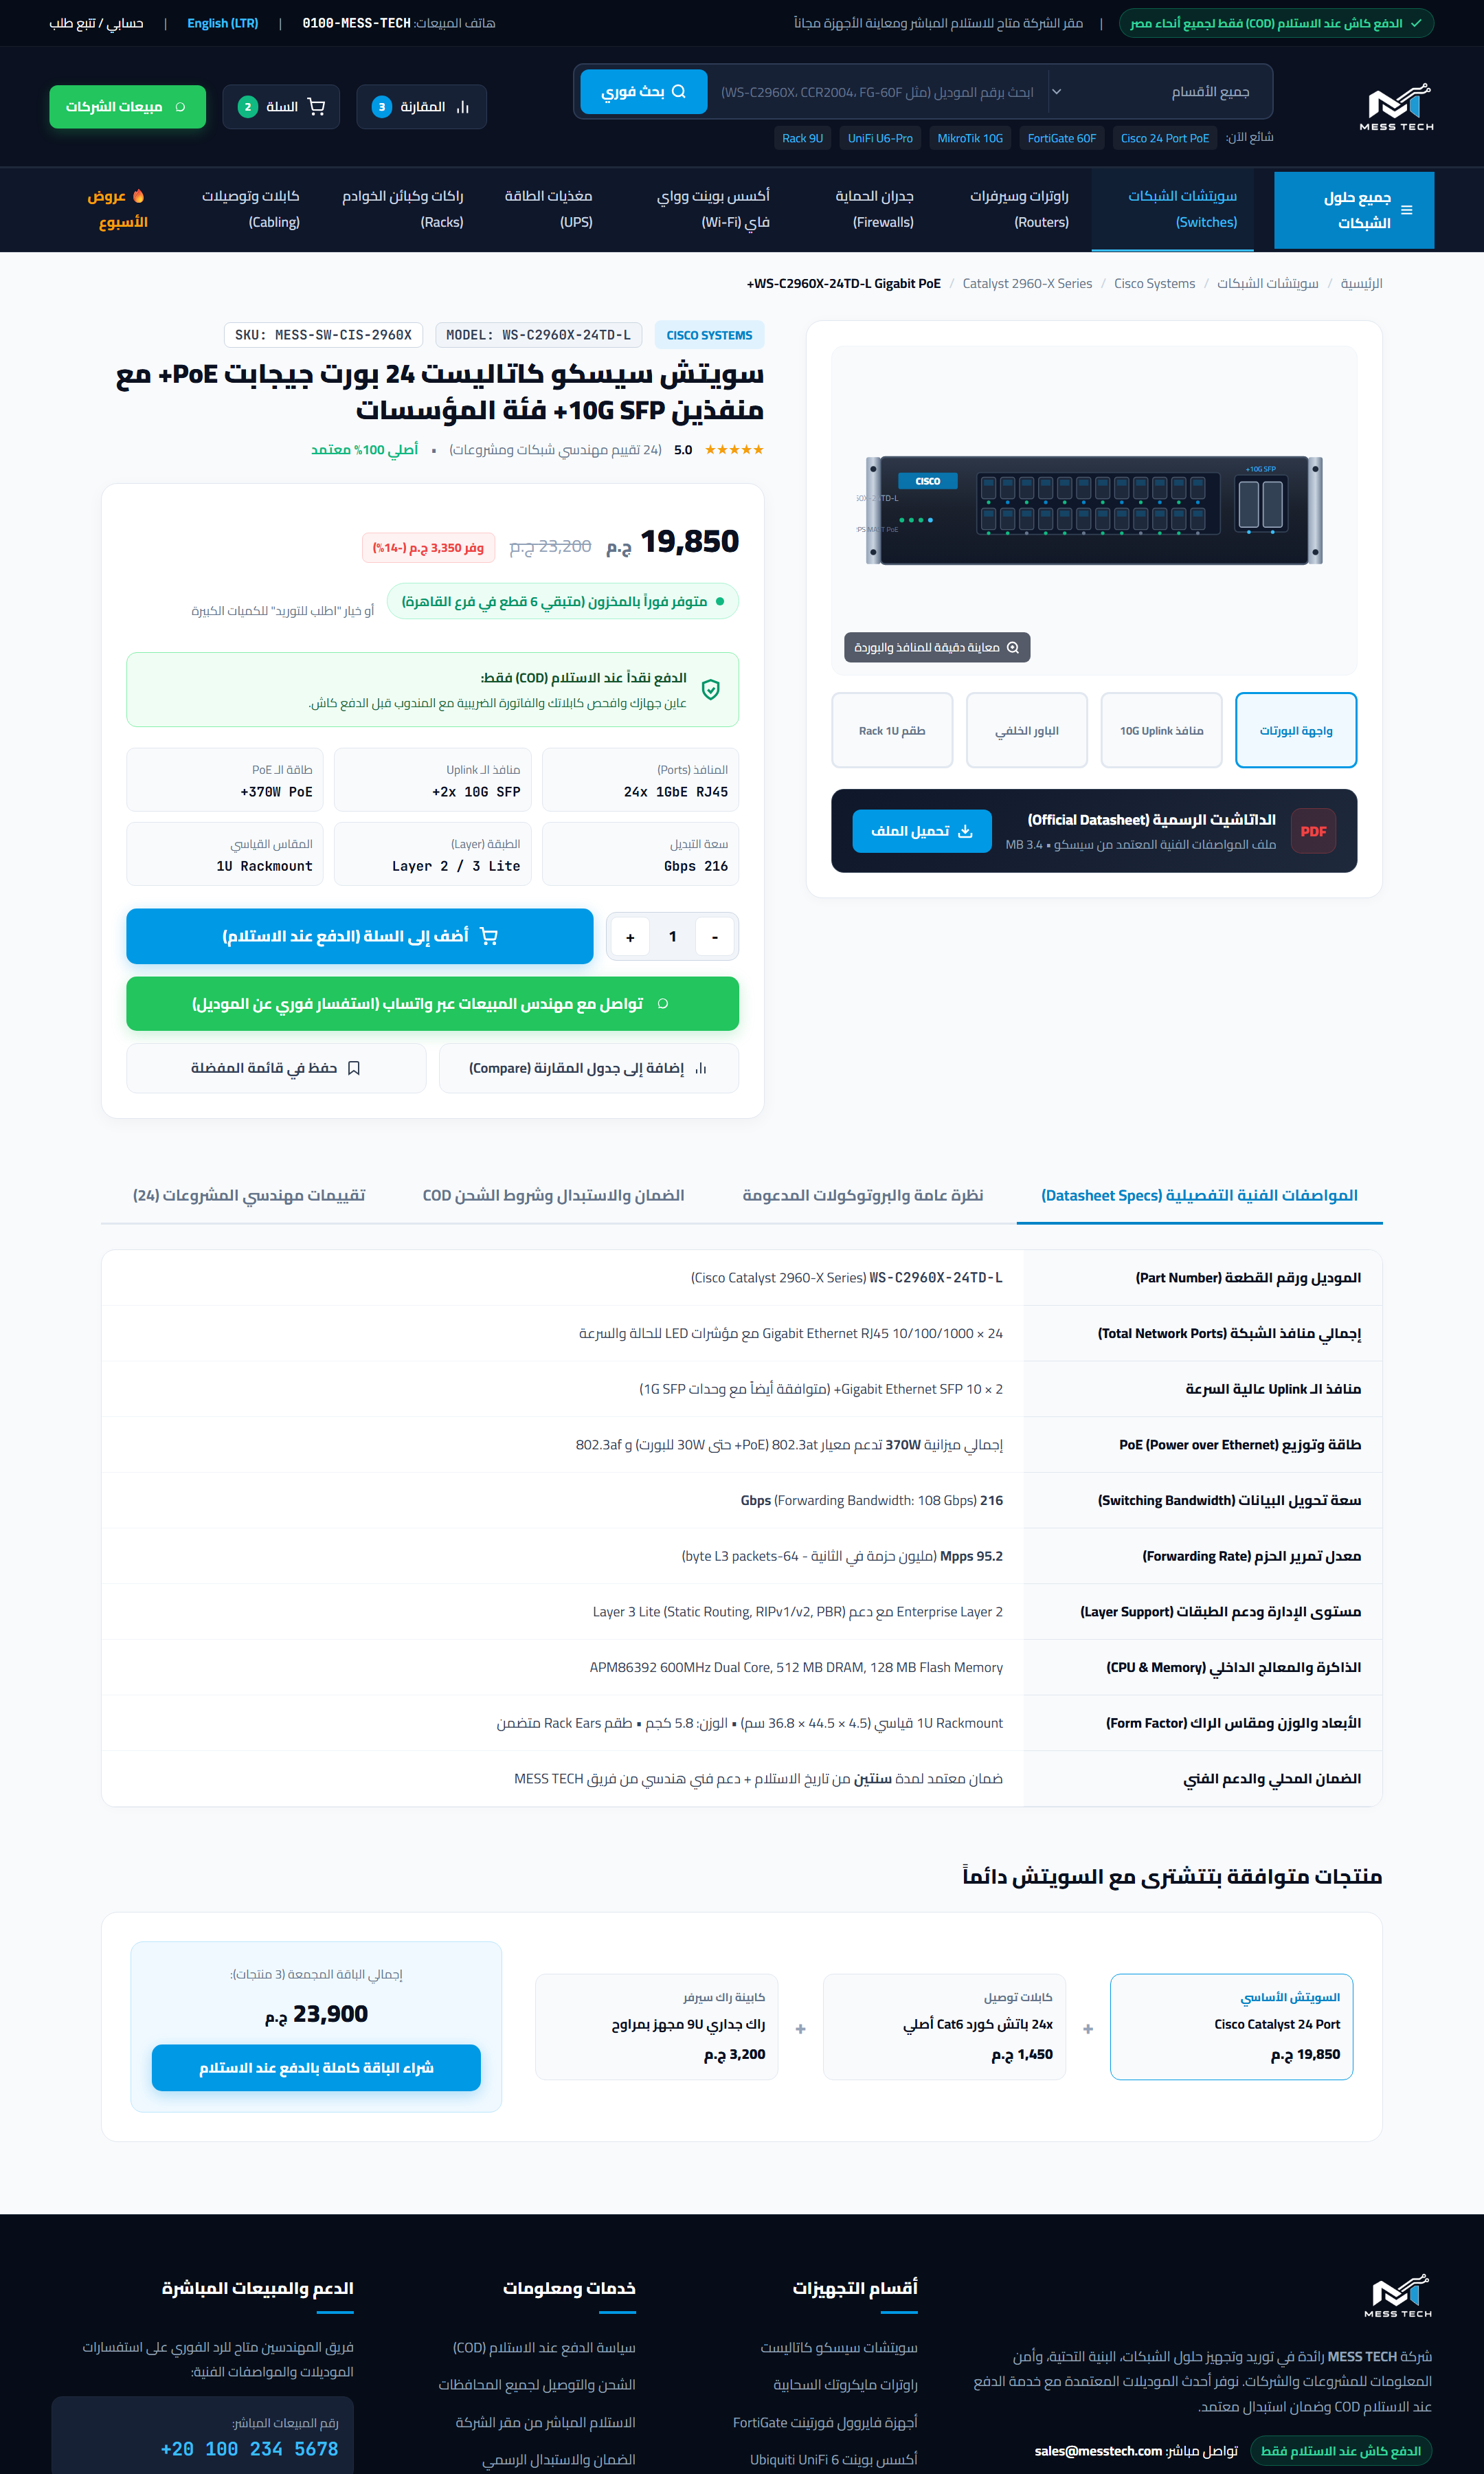 الدفع كاش عند الاستلام (COD) فقط لجميع أنحاء مصر | مقر الشركة متاح للاستلام المباشر ومعاينة الأجهزة مجاناً
هاتف المبيعات: 0100-MESS-TECH | English (LTR) | حسابي / تتبع طلب
MESS TECH
جميع الأقسام
ابحث برقم الموديل (مثل WS-C2960X، CCR2004، FG-60F)
بحث فوري
المقارنة 3
السلة 2
مبيعات الشركات
شائع الآن: Cisco 24 Port PoE FortiGate 60F MikroTik 10G UniFi U6-Pro Rack 9U
جميع حلول الشبكات
سويتشات الشبكات (Switches)
راوترات وسيرفرات (Routers)
جدران الحماية (Firewalls)
أكسس بوينت وواي فاي (Wi-Fi)
مغذيات الطاقة (UPS)
راكات وكبائن الخوادم (Racks)
كابلات وتوصيلات (Cabling)
🔥 عروض الأسبوع
الرئيسية / سويتشات الشبكات / Cisco Systems / Catalyst 2960-X Series / WS-C2960X-24TD-L Gigabit PoE+
CISCO
TD-L
PoE
10G SFP+
معاينة دقيقة للمنافذ والبوردة
واجهة البورتات
منافذ 10G Uplink
الباور الخلفي
طقم Rack 1U
PDF
الداتاشيت الرسمية (Official Datasheet)
ملف المواصفات الفنية المعتمد من سيسكو • 3.4 MB
تحميل الملف
CISCO SYSTEMS MODEL: WS-C2960X-24TD-L SKU: MESS-SW-CIS-2960X
سويتش سيسكو كاتاليست 24 بورت جيجابت PoE+ مع
منفذين 10G SFP+ فئة المؤسسات
★★★★★ 5.0 (24 تقييم مهندسي شبكات ومشروعات) • أصلي 100% معتمد
19,850 ج.م 23,200 ج.م وفر 3,350 ج.م (-14%)
متوفر فوراً بالمخزون (متبقي 6 قطع في فرع القاهرة)
أو خيار "اطلب للتوريد" للكميات الكبيرة
الدفع نقداً عند الاستلام (COD) فقط:
عاين جهازك وافحص كابلاتك والفاتورة الضريبية مع المندوب قبل الدفع كاش.
المنافذ (Ports)
24x 1GbE RJ45
منافذ الـ Uplink
2x 10G SFP+
طاقة الـ PoE
370W PoE+
سعة التبديل
216 Gbps
الطبقة (Layer)
Layer 2 / 3 Lite
المقاس القياسي
1U Rackmount
- 1 +
أضف إلى السلة (الدفع عند الاستلام)
تواصل مع مهندس المبيعات عبر واتساب (استفسار فوري عن الموديل)
إضافة إلى جدول المقارنة (Compare)
حفظ في قائمة المفضلة
المواصفات الفنية التفصيلية (Datasheet Specs)
نظرة عامة والبروتوكولات المدعومة
الضمان والاستبدال وشروط الشحن COD
تقييمات مهندسي المشروعات (24)
الموديل ورقم القطعة (Part Number)
WS-C2960X-24TD-L (Cisco Catalyst 2960-X Series)
إجمالي منافذ الشبكة (Total Network Ports)
24 × 10/100/1000 Gigabit Ethernet RJ45 مع مؤشرات LED للحالة والسرعة
منافذ الـ Uplink عالية السرعة
2 × 10 Gigabit Ethernet SFP+ (متوافقة أيضاً مع وحدات 1G SFP)
طاقة وتوزيع PoE (Power over Ethernet)
إجمالي ميزانية 370W تدعم معيار 802.3at (PoE+ حتى 30W للبورت) و 802.3af
سعة تحويل البيانات (Switching Bandwidth)
216 Gbps (Forwarding Bandwidth: 108 Gbps)
معدل تمرير الحزم (Forwarding Rate)
95.2 Mpps (مليون حزمة في الثانية - 64-byte L3 packets)
مستوى الإدارة ودعم الطبقات (Layer Support)
Enterprise Layer 2 مع دعم Layer 3 Lite (Static Routing, RIPv1/v2, PBR)
الذاكرة والمعالج الداخلي (CPU & Memory)
APM86392 600MHz Dual Core, 512 MB DRAM, 128 MB Flash Memory
الأبعاد والوزن ومقاس الراك (Form Factor)
1U Rackmount قياسي (4.5 × 44.5 × 36.8 سم) • الوزن: 5.8 كجم • طقم Rack Ears متضمن
الضمان المحلي والدعم الفني
ضمان معتمد لمدة سنتين من تاريخ الاستلام + دعم فني هندسي من فريق MESS TECH
منتجات متوافقة بتتشترى مع السويتش دائماً
السويتش الأساسي
Cisco Catalyst 24 Port
19,850 ج.م
+
كابلات توصيل
24x باتش كورد Cat6 أصلي
1,450 ج.م
+
كابينة راك سيرفر
راك جداري 9U مجهز بمراوح
3,200 ج.م
إجمالي الباقة المجمعة (3 منتجات):
23,900 ج.م
شراء الباقة كاملة بالدفع عند الاستلام
MESS TECH
شركة MESS TECH رائدة في توريد وتجهيز حلول الشبكات، البنية التحتية، وأمن
المعلومات للمشروعات والشركات. نوفر أحدث الموديلات المعتمدة مع خدمة الدفع
عند الاستلام COD وضمان استبدال معتمد.
الدفع كاش عند الاستلام فقط تواصل مباشر: sales@messtech.com
أقسام التجهيزات
سويتشات سيسكو كاتاليست
راوترات مايكروتك السحابية
أجهزة فايروول فورتينت FortiGate
أكسس بوينت Ubiquiti UniFi 6
خدمات ومعلومات
سياسة الدفع عند الاستلام (COD)
الشحن والتوصيل لجميع المحافظات
الاستلام المباشر من مقر الشركة
الضمان والاستبدال الرسمي
الدعم والمبيعات المباشرة
فريق المهندسين متاح للرد الفوري على استفسارات
الموديلات والمواصفات الفنية:
رقم المبيعات المباشر:
+20 100 234 5678